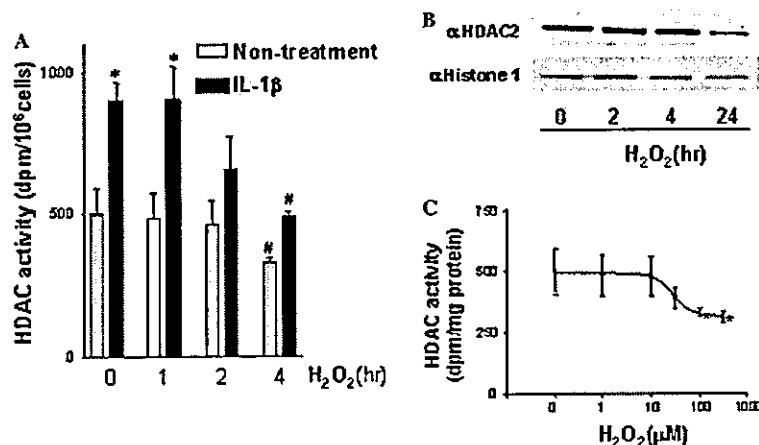 A
HDAC activity (dpm/10⁶cells)
1000
500
0
Non-treatment
IL-1β
*
*
#
#
0 1 2 4 H₂O₂(hr)
B
αHDAC2
αHistone 1
0 2 4 24
H₂O₂(hr)
C
HDAC activity
(dpm/mg protein)
750
500
250
0
*
*
0 1 10 100 1000
H₂O₂(μM)